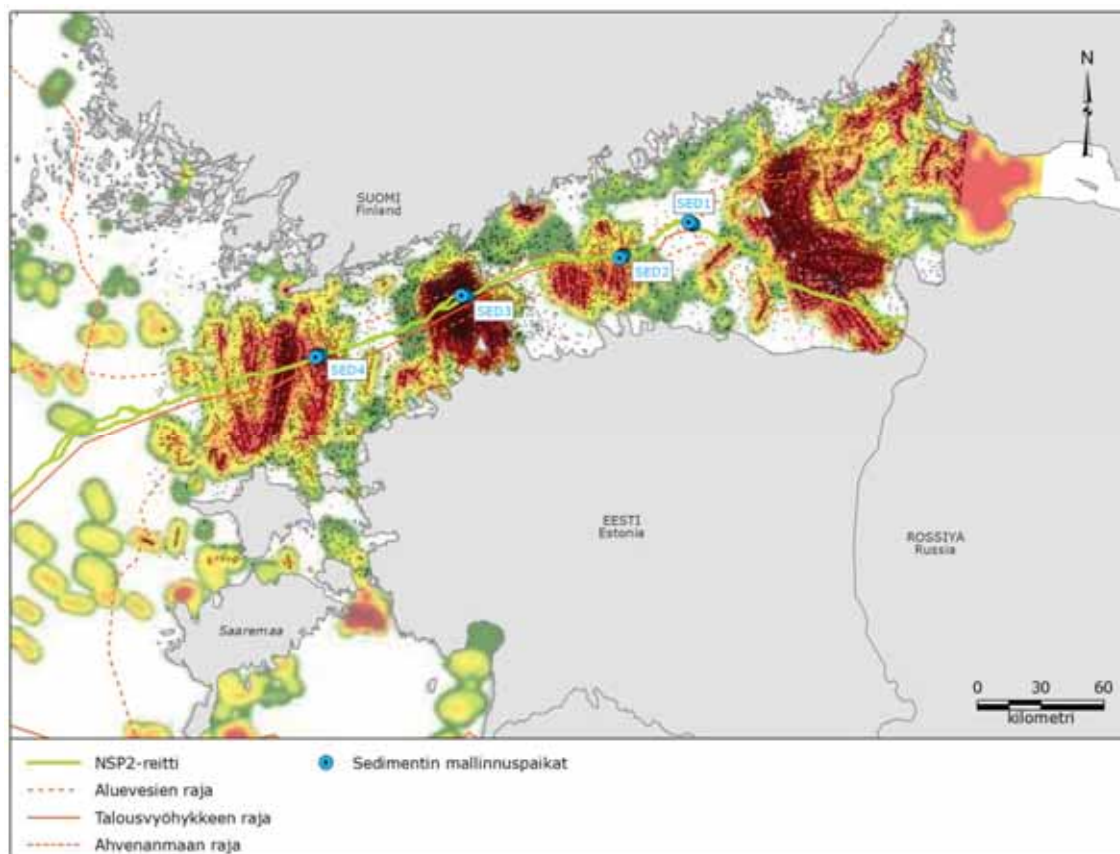 N
SUOMI
Finland
SED1
SED2
SED3
SED4
EESTI
Estonia
ROSSIYA
Russia
Saaremaa
0 30 60
kilometri
NSP2-reitti
Sedimentin mallinnuspaikat
Aluevesien raja
Talousvyöhykkeen raja
Ahvenanmaan raja